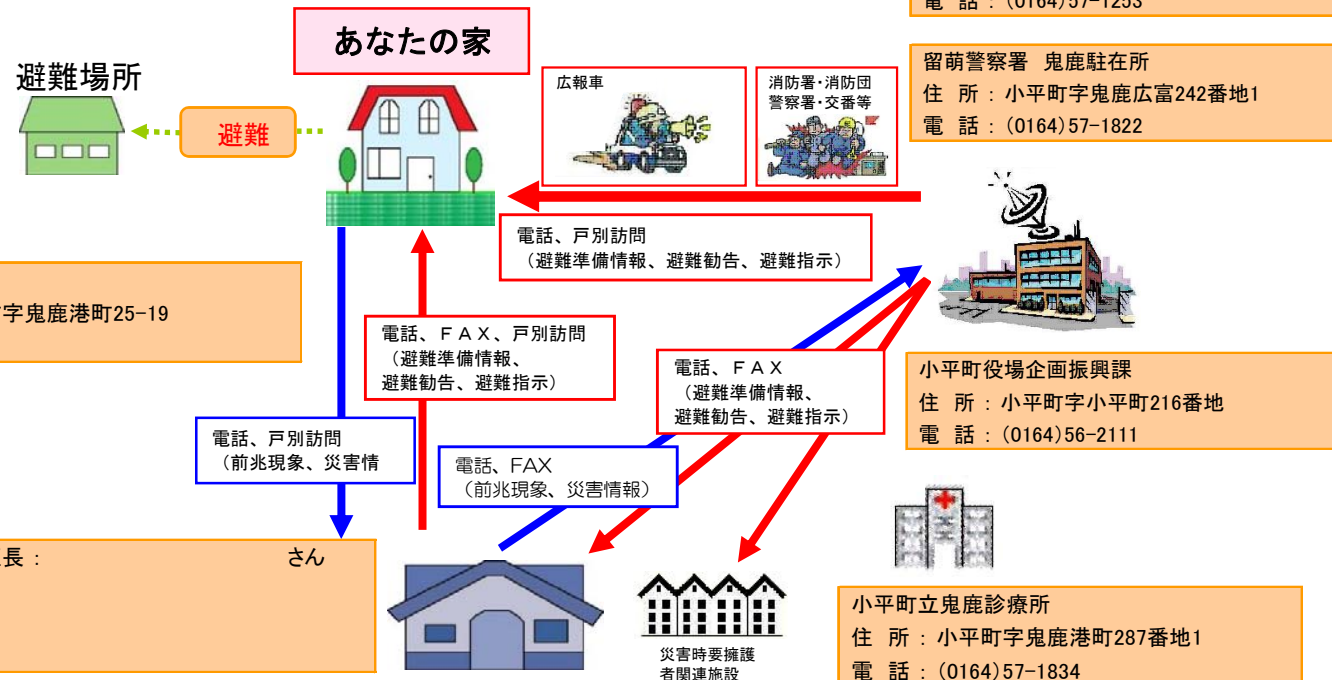 電 話：(0164)57-1253
あなたの家
避難場所
避難
広報車
消防署・消防団
警察署・交番等
留萌警察署 鬼鹿駐在所
住 所：小平町字鬼鹿広富242番地1
電 話：(0164)57-1822
電話、戸別訪問
（避難準備情報、避難勧告、避難指示）
字鬼鹿港町25-19
電話、ＦＡＸ、戸別訪問
（避難準備情報、
避難勧告、避難指示）
電話、ＦＡＸ
（避難準備情報、
避難勧告、避難指示）
小平町役場企画振興課
住 所：小平町字小平町216番地
電 話：(0164)56-2111
電話、戸別訪問
（前兆現象、災害情
電話、FAX
（前兆現象、災害情報）
長： さん
災害時要擁護
者関連施設
小平町立鬼鹿診療所
住 所：小平町字鬼鹿港町287番地1
電 話：(0164)57-1834